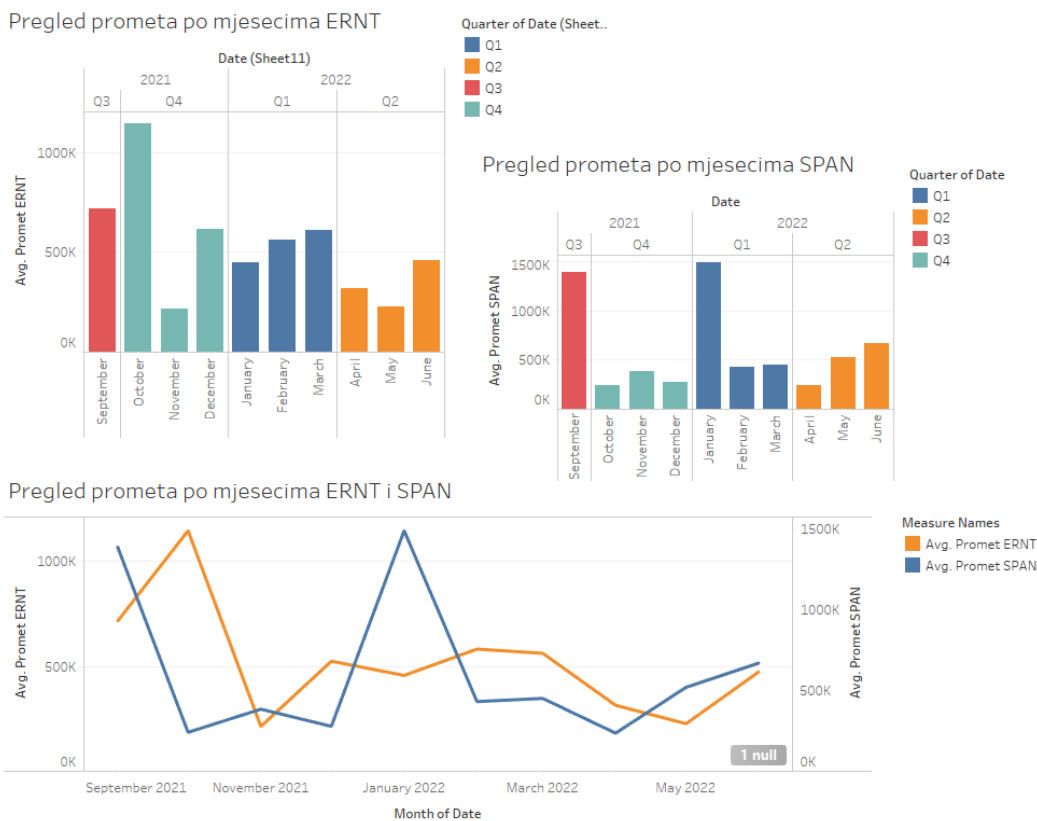 Pregled prometa po mjesecima ERNT
Date (Sheet11)
2021 2022
Q3 Q4 Q1 Q2
Avg. Promet ERNT
1000K
500K
0K
September October November December January February March April May June
Quarter of Date (Sheet..
Q1
Q2
Q3
Q4
Pregled prometa po mjesecima SPAN
Date
2021 2022
Q3 Q4 Q1 Q2
Avg. Promet SPAN
1500K
1000K
500K
0K
September October November December January February March April May June
Quarter of Date
Q1
Q2
Q3
Q4
Pregled prometa po mjesecima ERNT i SPAN
Avg. Promet ERNT
1000K
500K
0K
1500K
1000K
500K
0K
Avg. Promet SPAN
1 null
September 2021 November 2021 January 2022 March 2022 May 2022
Month of Date
Measure Names
Avg. Promet ERNT
Avg. Promet SPAN